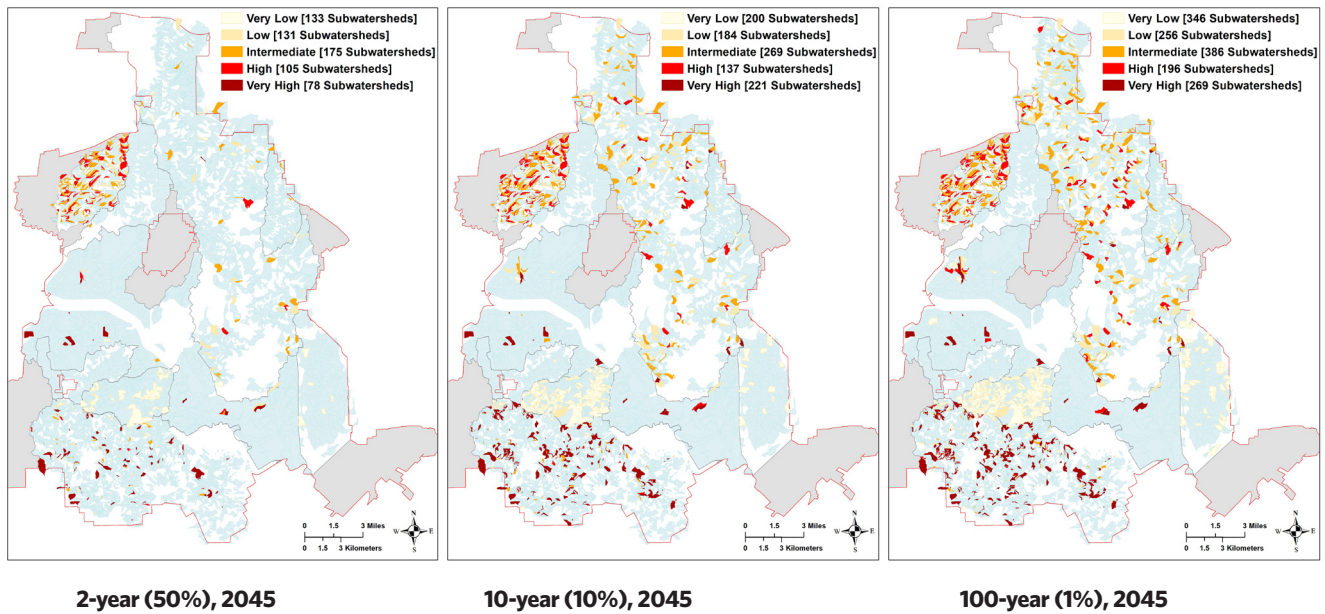 Very Low [133 Subwatersheds]
Low [131 Subwatersheds]
Intermediate [175 Subwatersheds]
High [105 Subwatersheds]
Very High [78 Subwatersheds]
0 1.5 3 Miles
0 1.5 3 Kilometers
N
W E
S
2-year (50%), 2045
Very Low [200 Subwatersheds]
Low [184 Subwatersheds]
Intermediate [269 Subwatersheds]
High [137 Subwatersheds]
Very High [221 Subwatersheds]
0 1.5 3 Miles
0 1.5 3 Kilometers
N
W E
S
10-year (10%), 2045
Very Low [346 Subwatersheds]
Low [256 Subwatersheds]
Intermediate [386 Subwatersheds]
High [196 Subwatersheds]
Very High [269 Subwatersheds]
0 1.5 3 Miles
0 1.5 3 Kilometers
N
W E
S
100-year (1%), 2045